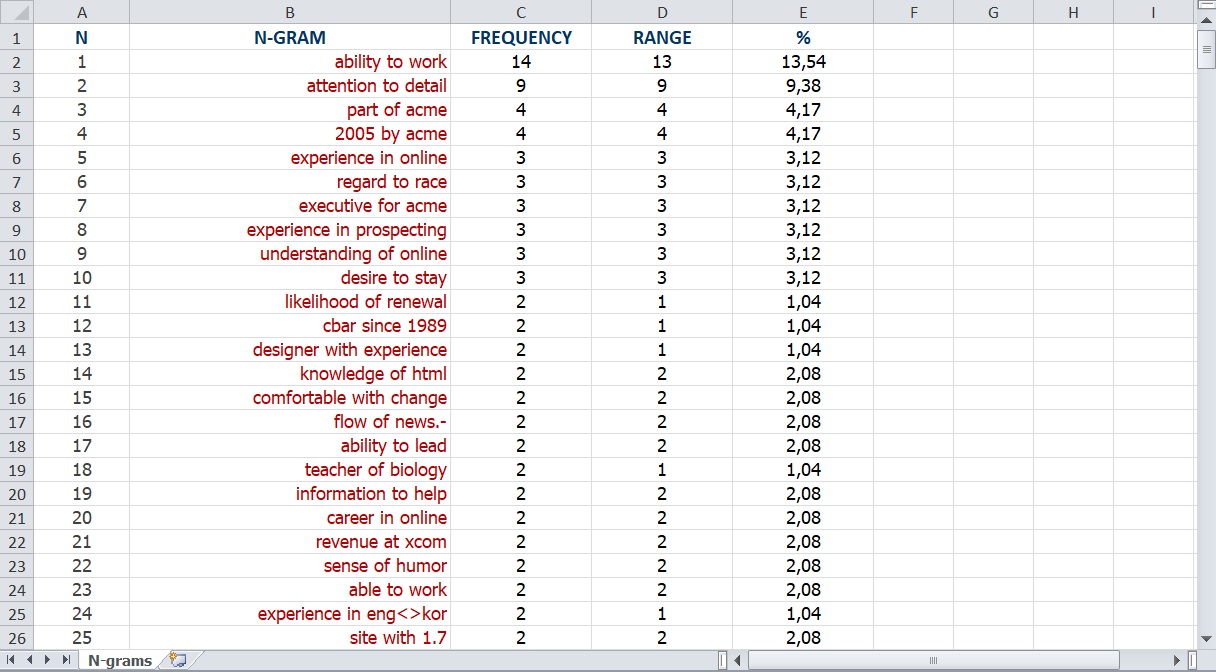 A B C D E F G H I
1 N N-GRAM FREQUENCY RANGE %
2 1 ability to work 14 13 13,54
3 2 attention to detail 9 9 9,38
4 3 part of acme 4 4 4,17
5 4 2005 by acme 4 4 4,17
6 5 experience in online 3 3 3,12
7 6 regard to race 3 3 3,12
8 7 executive for acme 3 3 3,12
9 8 experience in prospecting 3 3 3,12
10 9 understanding of online 3 3 3,12
11 10 desire to stay 3 3 3,12
12 11 likelihood of renewal 2 1 1,04
13 12 cbar since 1989 2 1 1,04
14 13 designer with experience 2 1 1,04
15 14 knowledge of html 2 2 2,08
16 15 comfortable with change 2 2 2,08
17 16 flow of news.- 2 2 2,08
18 17 ability to lead 2 2 2,08
19 18 teacher of biology 2 1 1,04
20 19 information to help 2 2 2,08
21 20 career in online 2 2 2,08
22 21 revenue at xcom 2 2 2,08
23 22 sense of humor 2 2 2,08
24 23 able to work 2 2 2,08
25 24 experience in eng<>kor 2 1 1,04
26 25 site with 1.7 2 2 2,08
N-grams